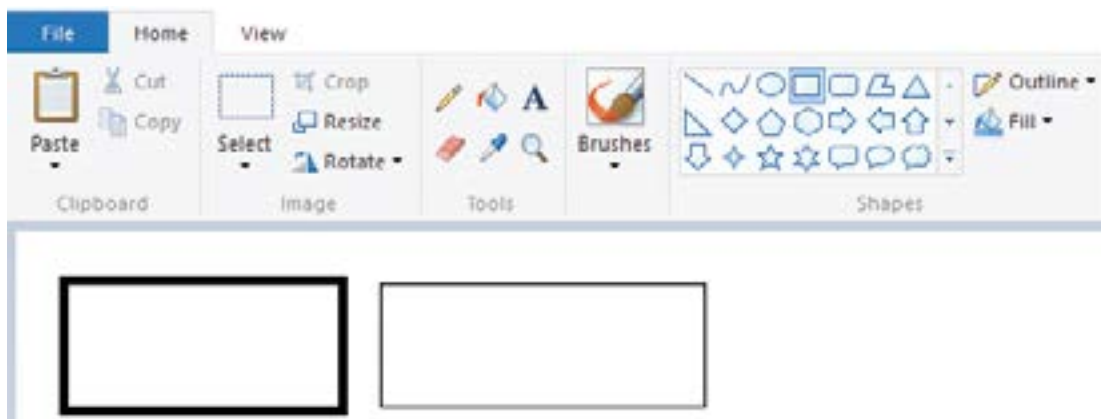 File Home View
Cut Crop Outline
Copy Resize A Fill
Paste Select Rotate Brushes
Clipboard Image Tools Shapes